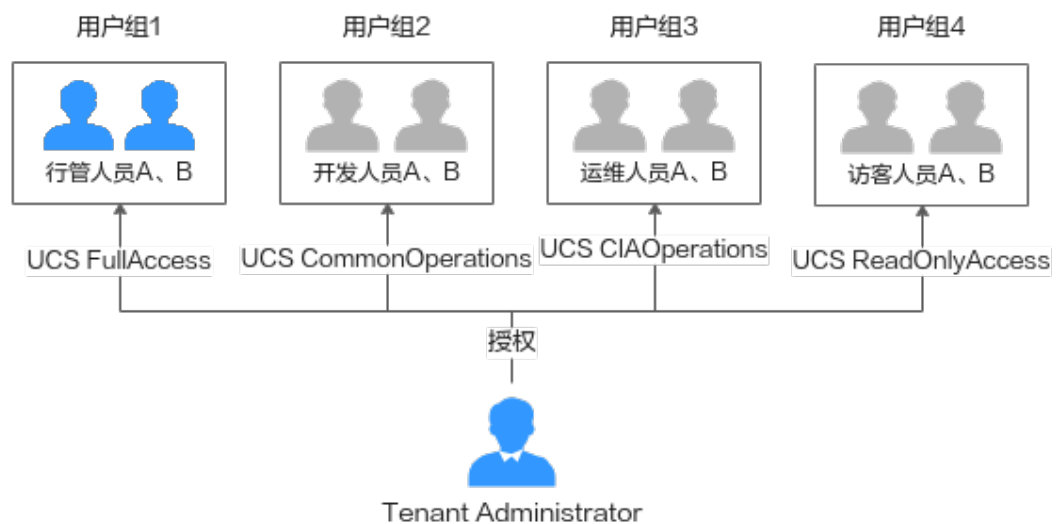 用户组1
用户组2
用户组3
用户组4
行管人员A、B
开发人员A、B
运维人员A、B
访客人员A、B
UCS FullAccess
UCS CommonOperations
UCS CIAOperations
UCS ReadOnlyAccess
授权
Tenant Administrator